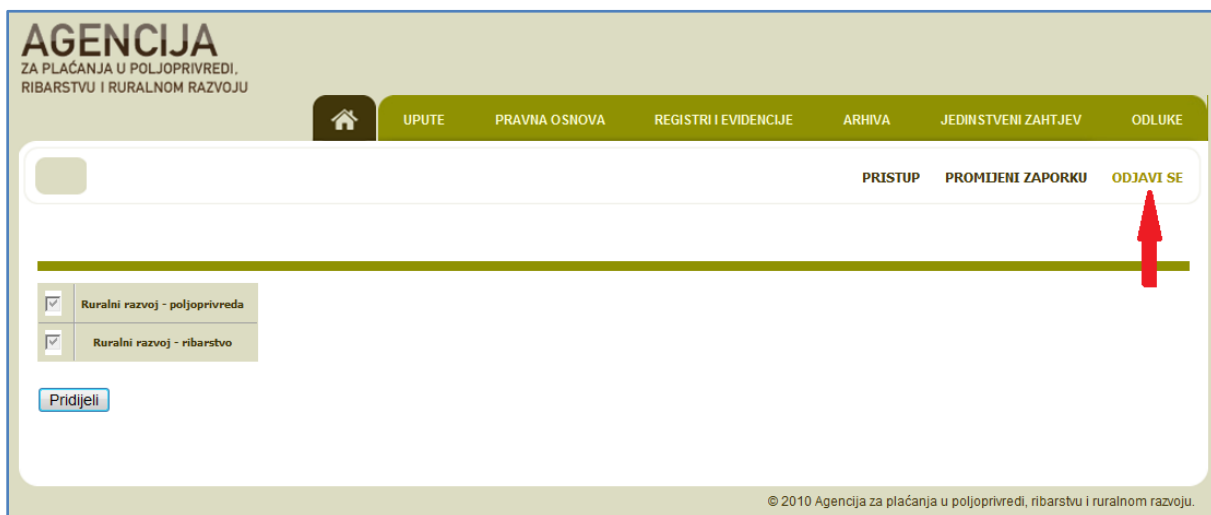 AGENCIJA
ZA PLAĆANJA U POLJOPRIVREDI,
RIBARSTVU I RURALNOM RAZVOJU
UPUTE PRAVNA OSNOVA REGISTRI I EVIDENCIJE ARHIVA JEDINSTVENI ZAHTJEV ODLUKE
PRISTUP PROMIJENI ZAPORKU ODJAVI SE
Ruralni razvoj - poljoprivreda
Ruralni razvoj - ribarstvo
Pridijeli
© 2010 Agencija za plaćanja u poljoprivredi, ribarstvu i ruralnom razvoju.